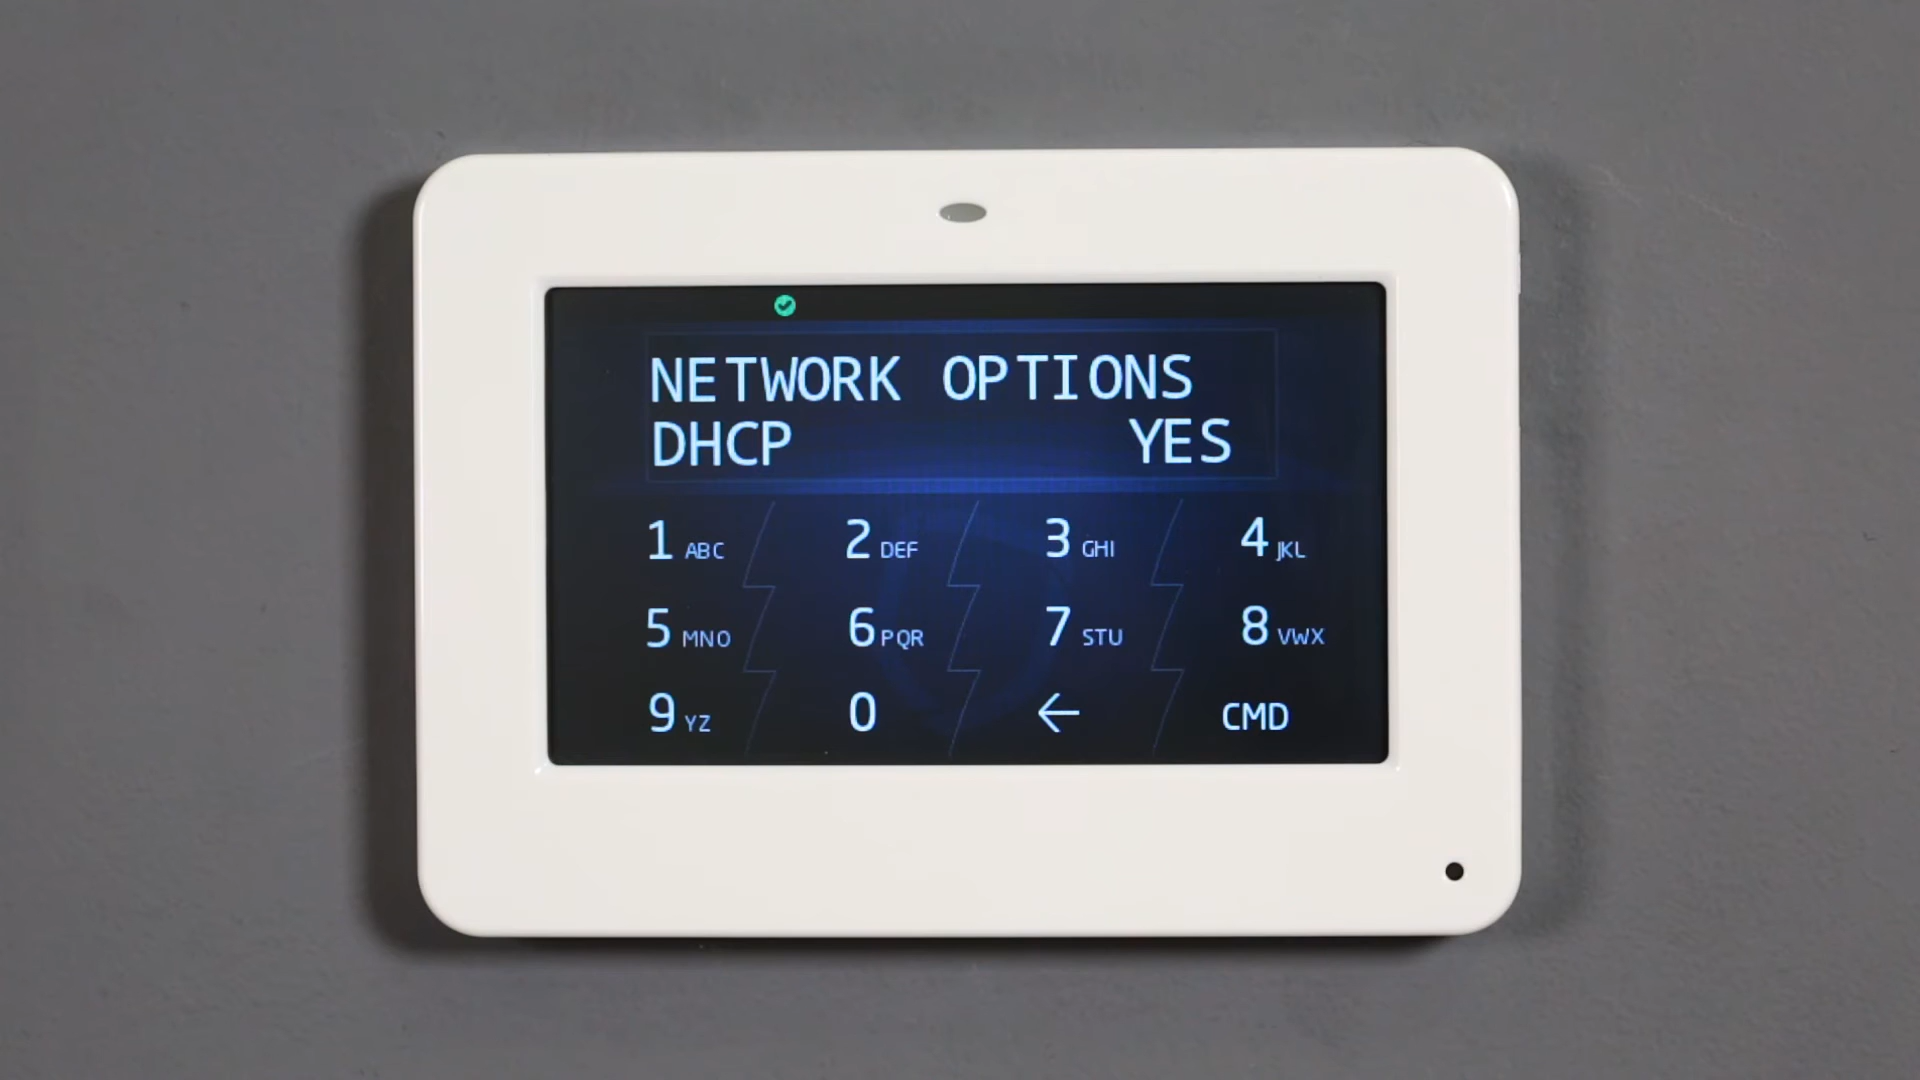 NETWORK OPTIONS
DHCP YES
1 ABC 2 DEF 3 GHI 4 JKL
5 MNO 6 PQR 7 STU 8 VWX
9 YZ 0 ← CMD